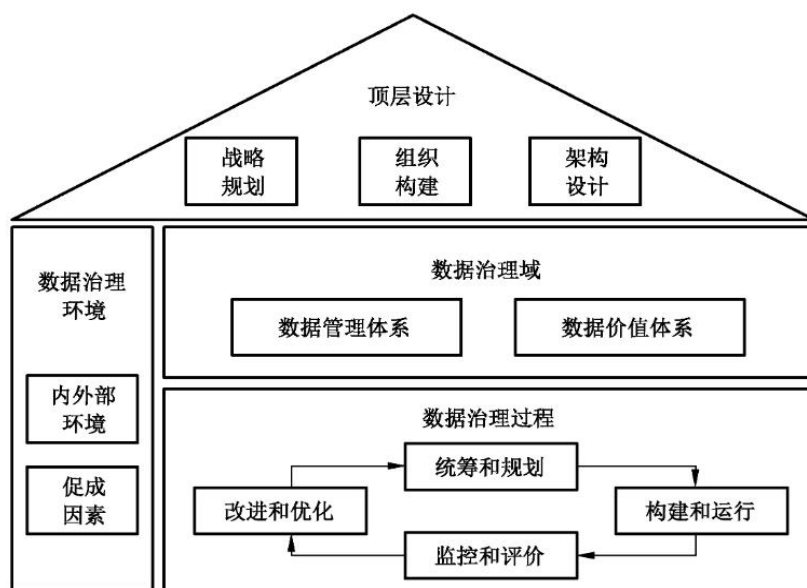 顶层设计
战略
规划
组织
构建
架构
设计
数据治理
环境
内外部
环境
促成
因素
数据治理域
数据管理体系
数据价值体系
数据治理过程
统筹和规划
改进和优化
构建和运行
监控和评价